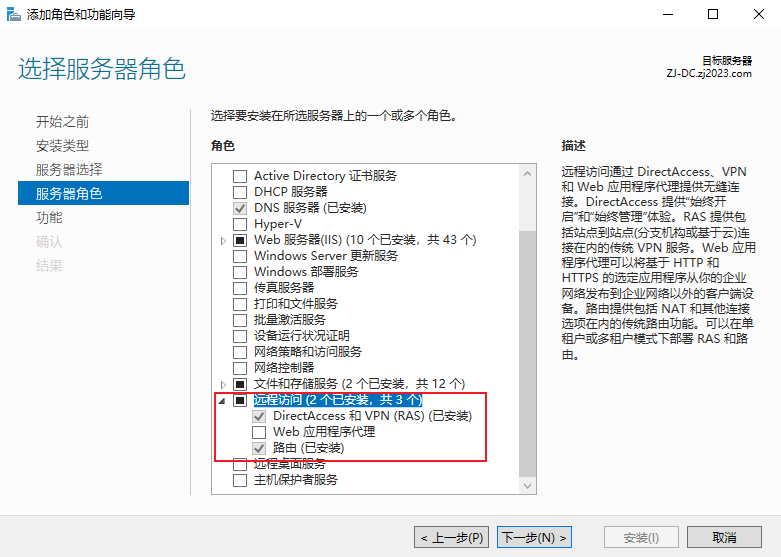 添加角色和功能向导
选择服务器角色
目标服务器
ZJ-DC.zj2023.com
开始之前
安装类型
服务器选择
服务器角色
功能
确认
结果
选择要安装在所选服务器上的一个或多个角色。
角色
Active Directory 证书服务
DHCP 服务器
DNS 服务器 (已安装)
Hyper-V
Web 服务器(IIS) (10 个已安装，共 43 个)
Windows Server 更新服务
Windows 部署服务
传真服务器
打印和文件服务
批量激活服务
设备运行状况证明
网络策略和访问服务
网络控制器
文件和存储服务 (2 个已安装，共 12 个)
远程访问 (2 个已安装，共 3 个)
DirectAccess 和 VPN (RAS) (已安装)
Web 应用程序代理
路由 (已安装)
远程桌面服务
主机保护者服务
描述
远程访问通过 DirectAccess、VPN
和 Web 应用程序代理提供无缝连
接。DirectAccess 提供“始终开
启”和“始终管理”体验。RAS 提供包
括站点到站点(分支机构或基于云)连
接在内的传统 VPN 服务。Web 应用
程序代理可以将基于 HTTP 和
HTTPS 的选定应用程序从你的企业
网络发布到企业网络以外的客户端设
备。路由提供包括 NAT 和其他连接
选项在内的传统路由功能。可以在单
租户或多租户模式下部署 RAS 和路
由。
< 上一步(P)
下一步(N) >
安装(I)
取消